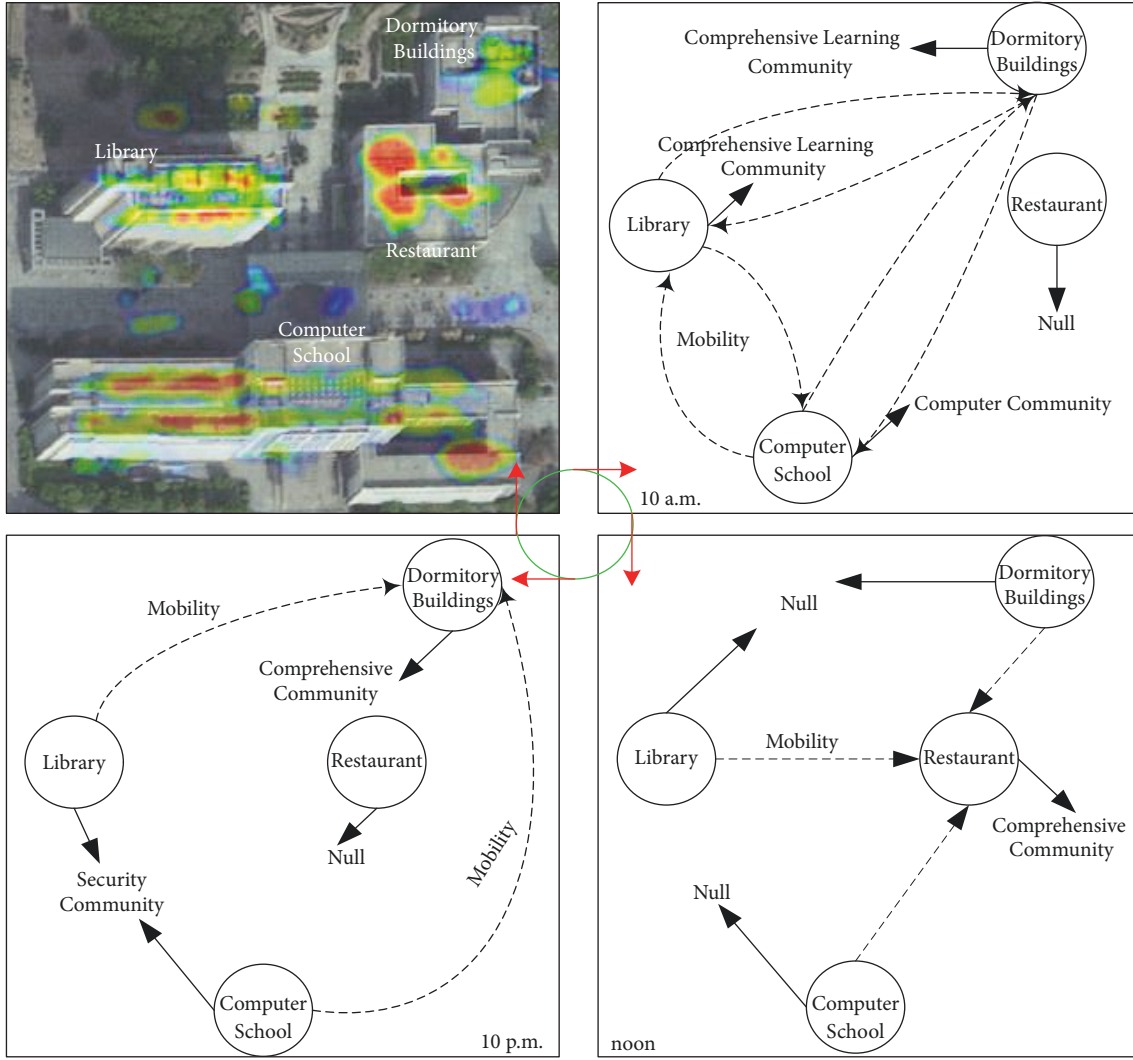 Dormitory
Buildings
Library
Restaurant
Computer
School
Dormitory
Buildings
Comprehensive Learning
Community
Comprehensive Learning
Community
Library
Restaurant
Null
Mobility
Computer Community
Computer
School
10 a.m.
Dormitory
Buildings
Mobility
Comprehensive
Community
Library
Restaurant
Null
Mobility
Security
Community
Computer
School
10 p.m.
Dormitory
Buildings
Null
Library
Mobility
Restaurant
Comprehensive
Community
Null
Computer
School
noon